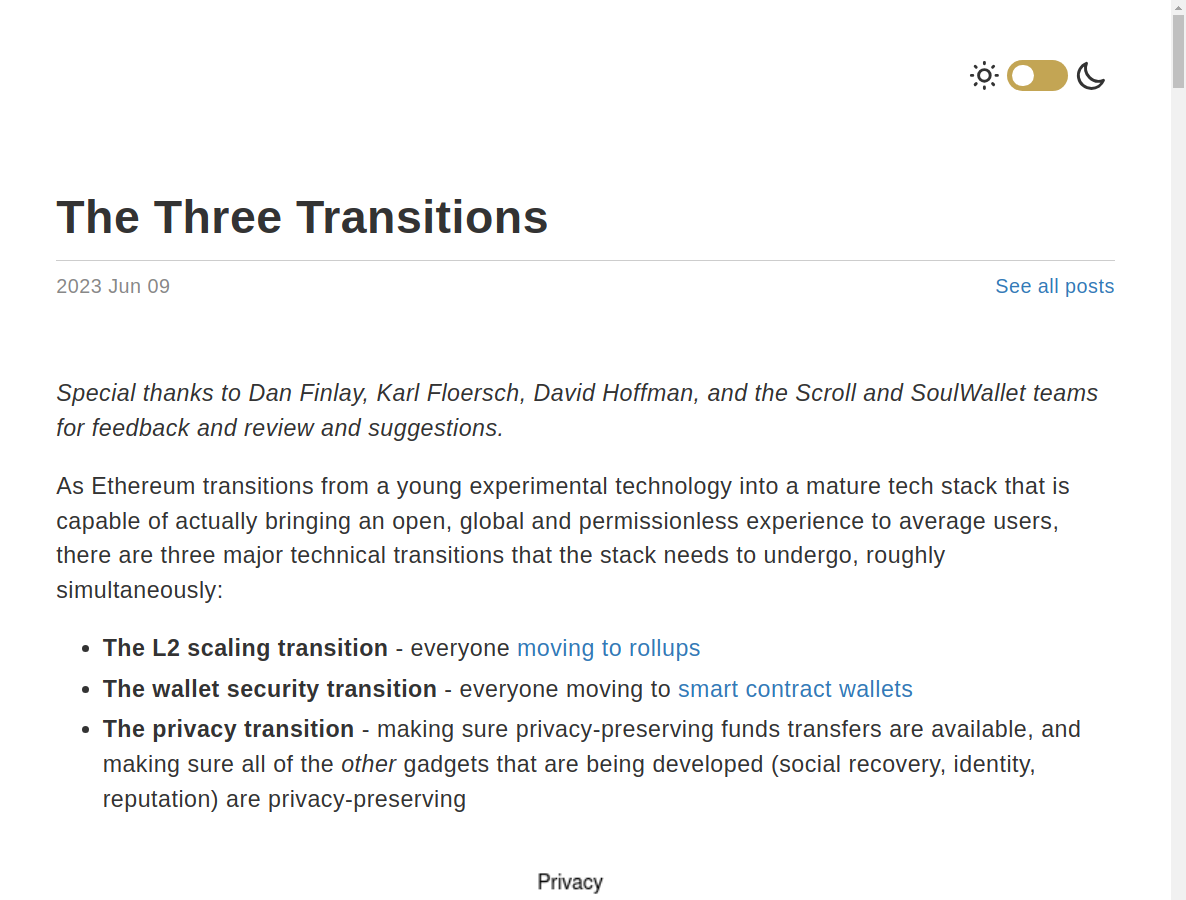 The Three Transitions
2023 Jun 09
See all posts
Special thanks to Dan Finlay, Karl Floersch, David Hoffman, and the Scroll and SoulWallet teams
for feedback and review and suggestions.
As Ethereum transitions from a young experimental technology into a mature tech stack that is
capable of actually bringing an open, global and permissionless experience to average users,
there are three major technical transitions that the stack needs to undergo, roughly
simultaneously:
• The L2 scaling transition - everyone moving to rollups
• The wallet security transition - everyone moving to smart contract wallets
• The privacy transition - making sure privacy-preserving funds transfers are available, and
making sure all of the other gadgets that are being developed (social recovery, identity,
reputation) are privacy-preserving
Privacy